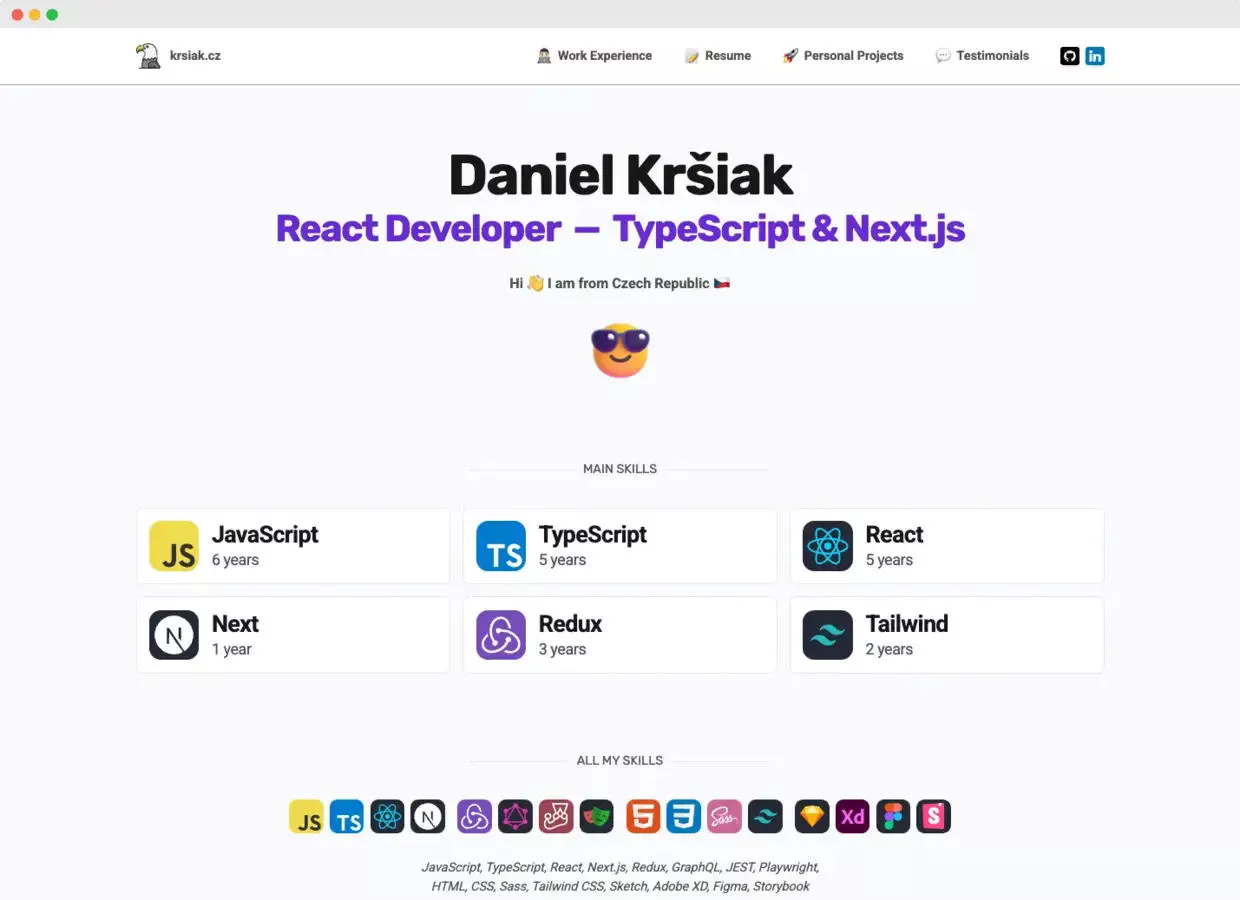 krsiak.cz
Work Experience
Resume
Personal Projects
Testimonials
in
Daniel Kršiak
React Developer — TypeScript & Next.js
Hi 👋 I am from Czech Republic 🇨🇿
MAIN SKILLS
JS
JavaScript
6 years
TS
TypeScript
5 years
React
5 years
N
Next
1 year
Redux
3 years
Tailwind
2 years
ALL MY SKILLS
JS TS N 5 3 Sass Xd S
JavaScript, TypeScript, React, Next.js, Redux, GraphQL, JEST, Playwright,
HTML, CSS, Sass, Tailwind CSS, Sketch, Adobe XD, Figma, Storybook